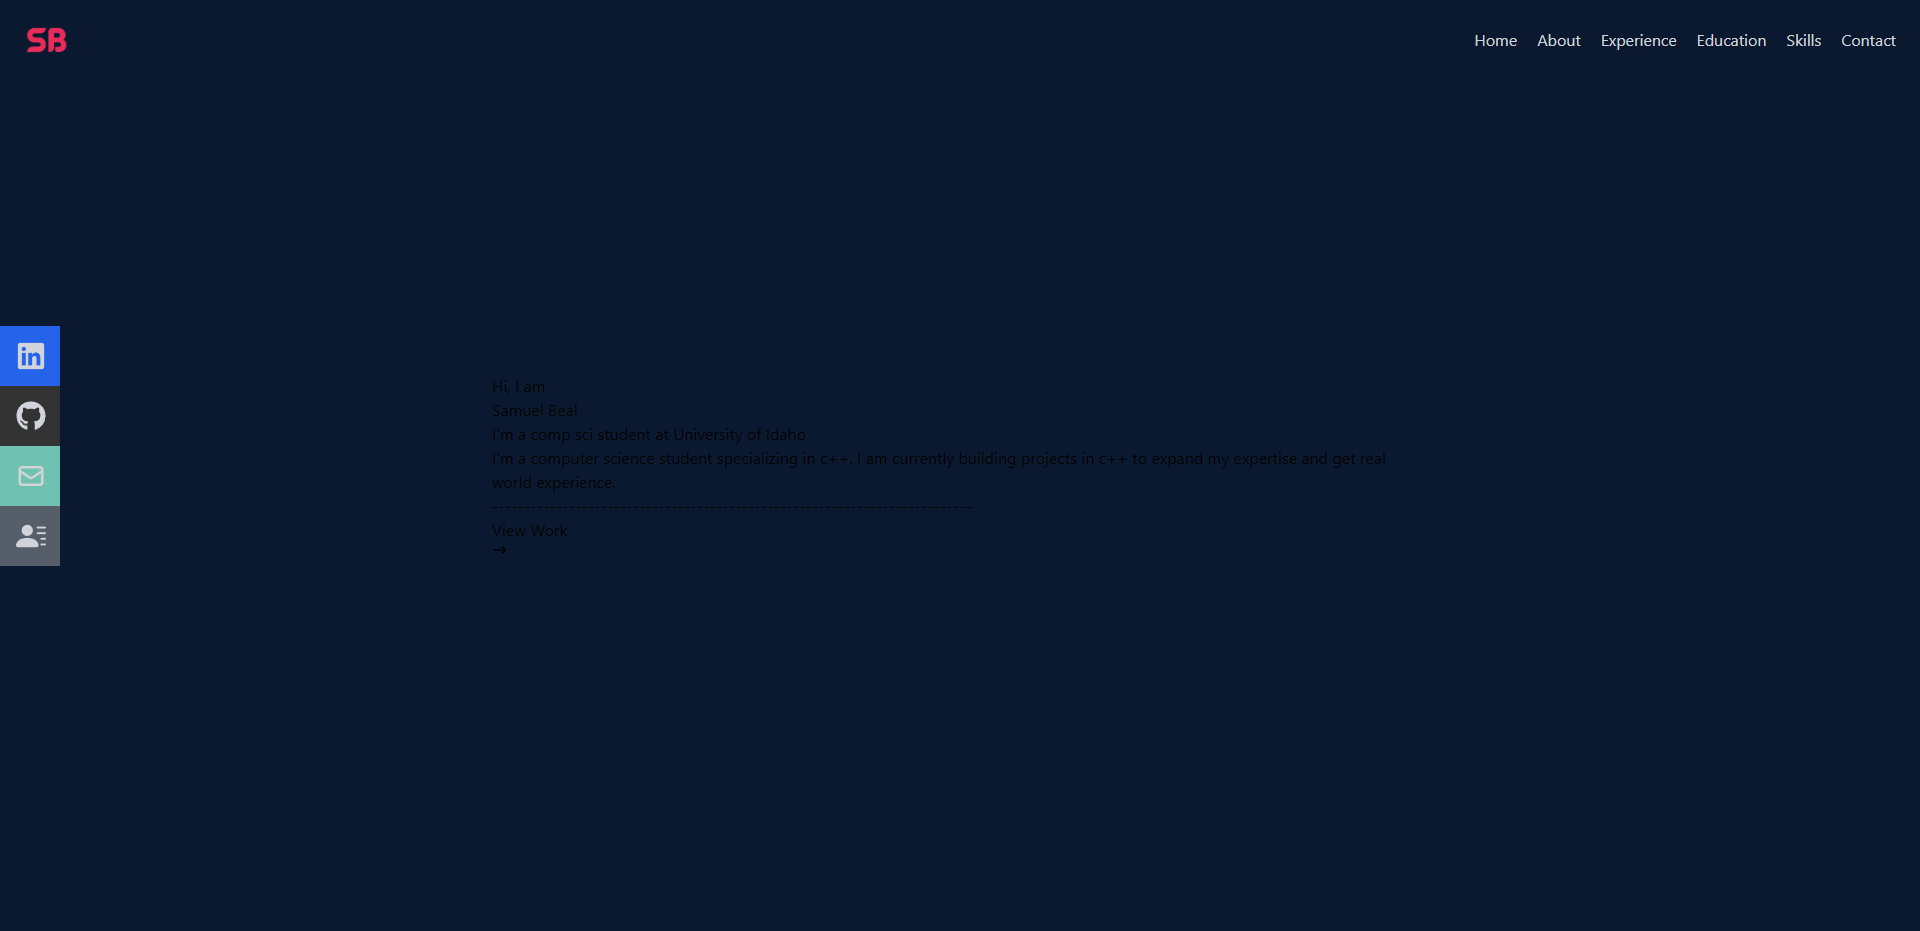 SB
Home About Experience Education Skills Contact
in
Hi, I am
Samuel Beal
I'm a comp sci student at University of Idaho
I'm a computer science student specializing in c++. I am currently building projects in c++ to expand my expertise and get real
world experience.
---------------------------------------------------------------------------
View Work
→